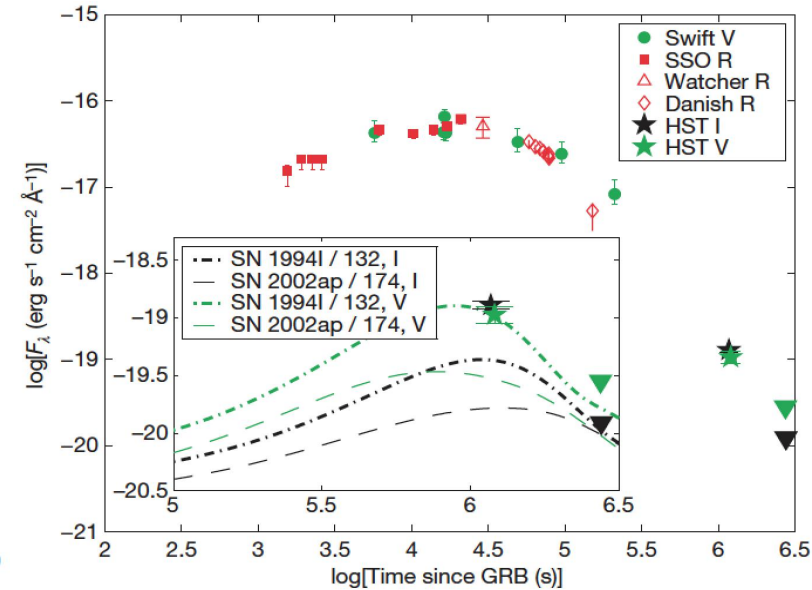 −15
−16
−17
−18
−19
−20
−21
log[Fλ (erg s–1 cm–2 Å–1)]
Swift V
SSO R
Watcher R
Danish R
HST I
HST V
−18.5
−19
−19.5
−20
−20.5
SN 1994I / 132, I
SN 2002ap / 174, I
SN 1994I / 132, V
SN 2002ap / 174, V
5 5.5 6 6.5
2 2.5 3 3.5 4 4.5 5 5.5 6 6.5
log[Time since GRB (s)]